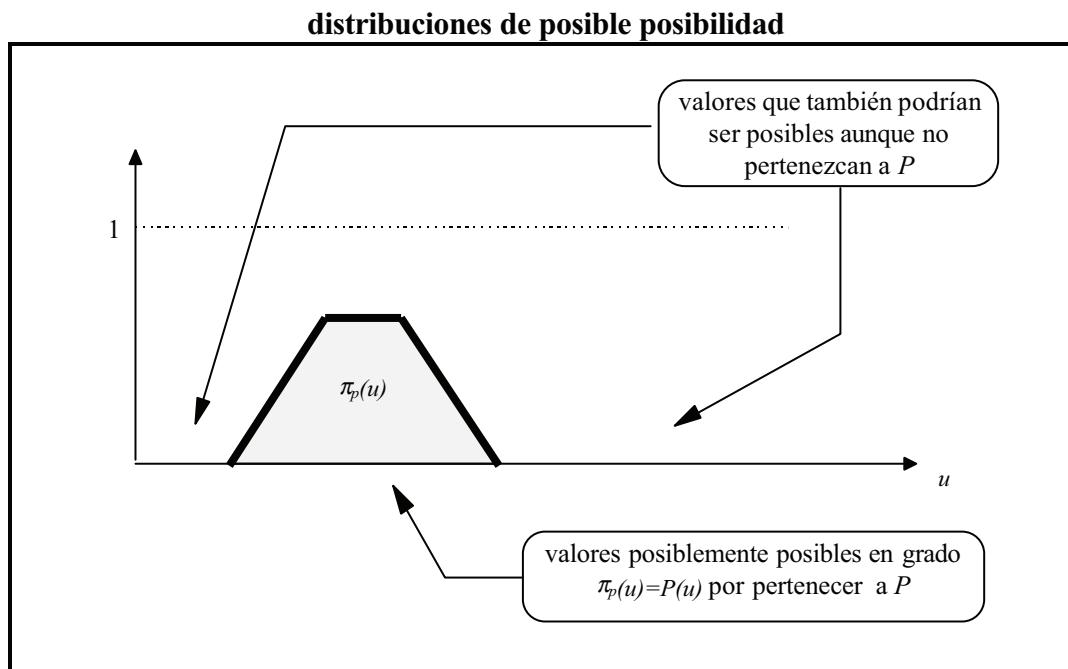 distribuciones de posible posibilidad
valores que también podrían
ser posibles aunque no
pertenezcan a P
1
πp(u)
u
valores posiblemente posibles en grado
πp(u)=P(u) por pertenecer a P